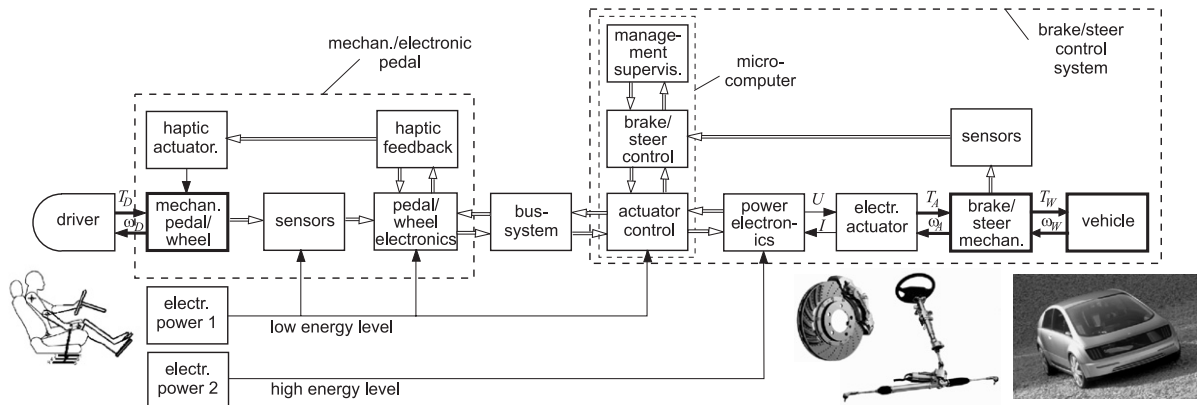 mechan./electronic
pedal
manage-
ment
supervis.
micro-
computer
brake/steer
control
system
haptic
actuator.
haptic
feedback
brake/
steer
control
sensors
driver
T_D
ω_D
mechan.
pedal/
wheel
sensors
pedal/
wheel
electronics
bus-
system
actuator
control
power
electron-
ics
U
I
electr.
actuator
T_A
ω_A
brake/
steer
mechan.
T_W
ω_W
vehicle
electr.
power 1
low energy level
electr.
power 2
high energy level